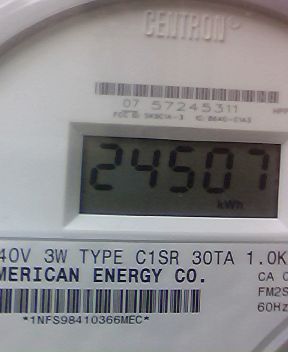 CENTRON®
07 57245311
24507
kWh
40V 3W TYPE C1SR 30TA 1.0K
MERICAN ENERGY CO.
CA
FM2S
60Hz
*1NFS98410366MEC*